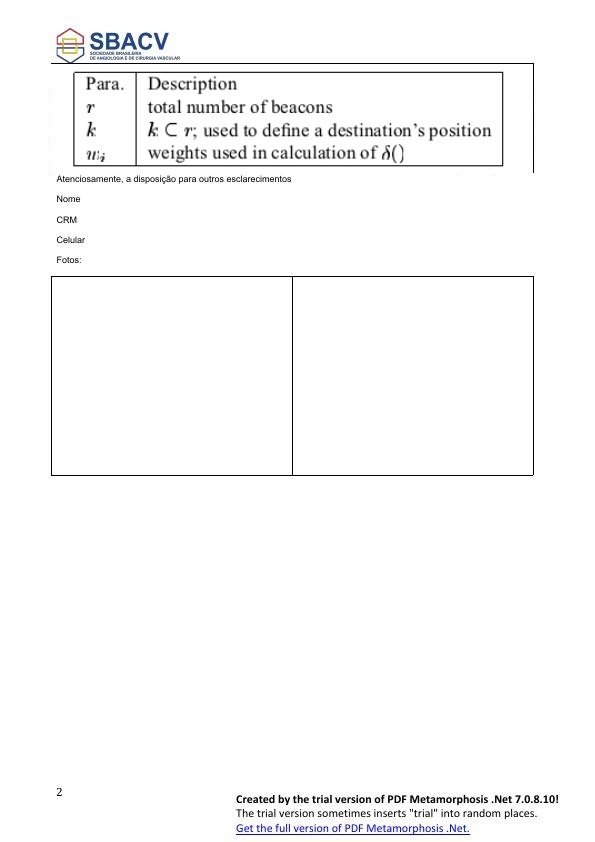 SBACV
SOCIEDADE BRASILEIRA
DE ANGIOLOGIA E DE CIRURGIA VASCULAR
Para. Description
r total number of beacons
k k ⊂ r; used to define a destination's position
wᵢ weights used in calculation of δ()
Atenciosamente, a disposição para outros esclarecimentos
Nome
CRM
Celular
Fotos:
2
Created by the trial version of PDF Metamorphosis .Net 7.0.8.10!
The trial version sometimes inserts "trial" into random places.
Get the full version of PDF Metamorphosis .Net.